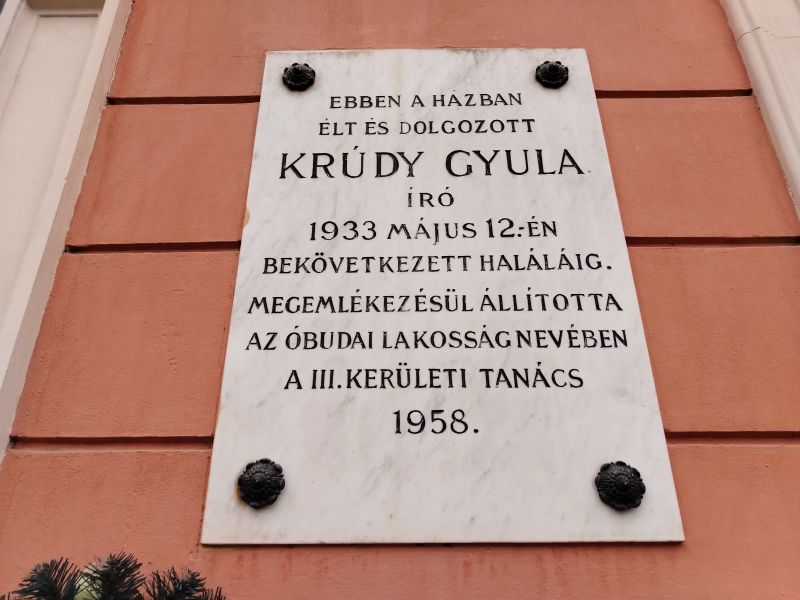 EBBEN A HÁZBAN
ÉLT ÉS DOLGOZOTT
KRÚDY GYULA
ÍRÓ
1933 MÁJUS 12.-ÉN
BEKÖVETKEZETT HALÁLÁIG.
MEGEMLÉKEZÉSÜL ÁLLÍTOTTA
AZ ÓBUDAI LAKOSSÁG NEVÉBEN
A III. KERÜLETI TANÁCS
1958.